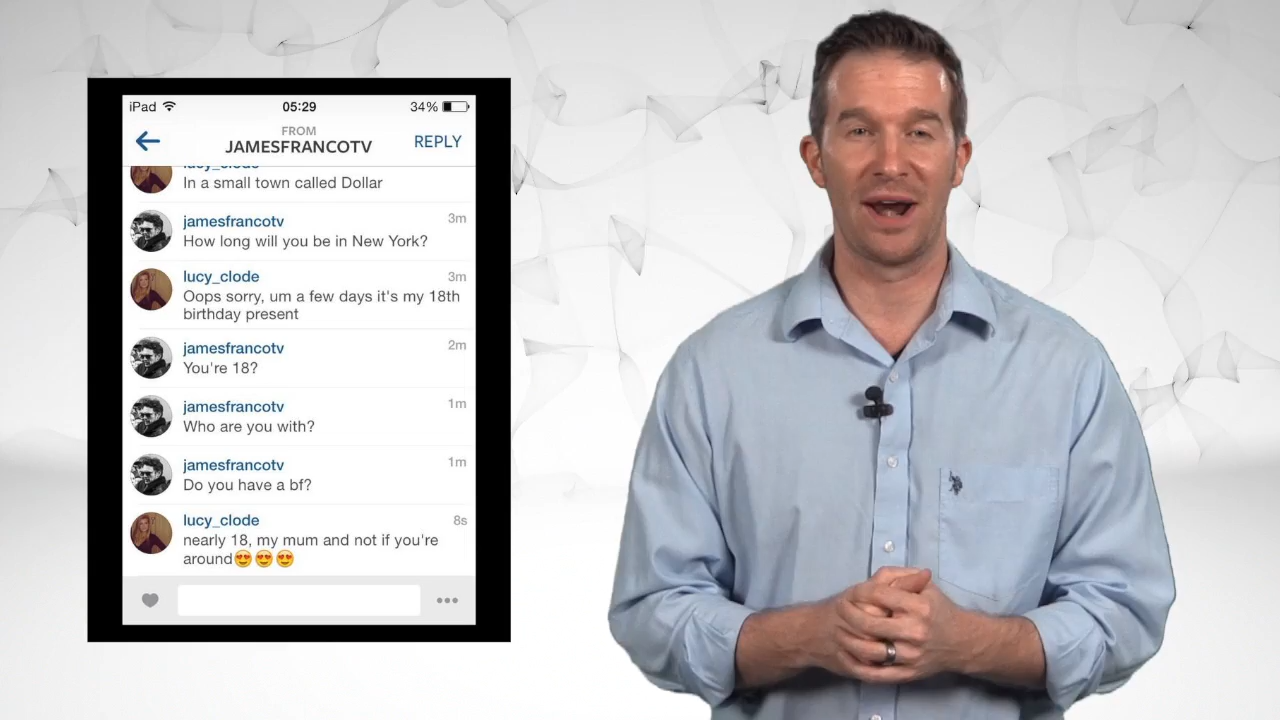 iPad 05:29 34%
FROM
JAMESFRANCOTV REPLY
lucy_clode
In a small town called Dollar
jamesfrancotv 3m
How long will you be in New York?
lucy_clode 3m
Oops sorry, um a few days it's my 18th
birthday present
jamesfrancotv 2m
You're 18?
jamesfrancotv 1m
Who are you with?
jamesfrancotv 1m
Do you have a bf?
lucy_clode 8s
nearly 18, my mum and not if you're
around😍😍😍